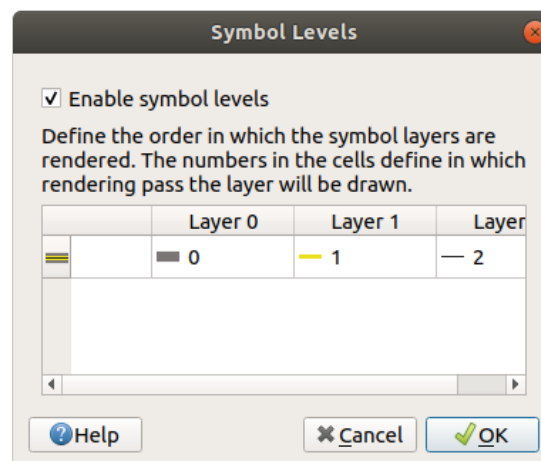 Symbol Levels
Enable symbol levels
Define the order in which the symbol layers are
rendered. The numbers in the cells define in which
rendering pass the layer will be drawn.
Layer 0 Layer 1 Layer
0 1 2
Help Cancel OK